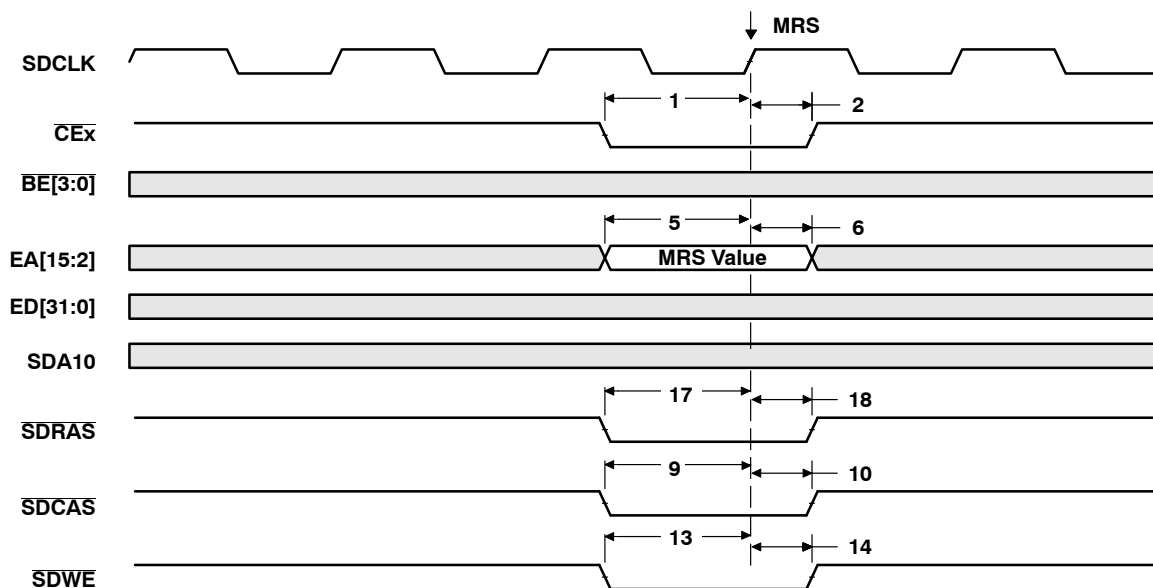 MRS
SDCLK
1 2
CEx
BE[3:0]
5 6
EA[15:2] MRS Value
ED[31:0]
SDA10
17 18
SDRAS
9 10
SDCAS
13 14
SDWE